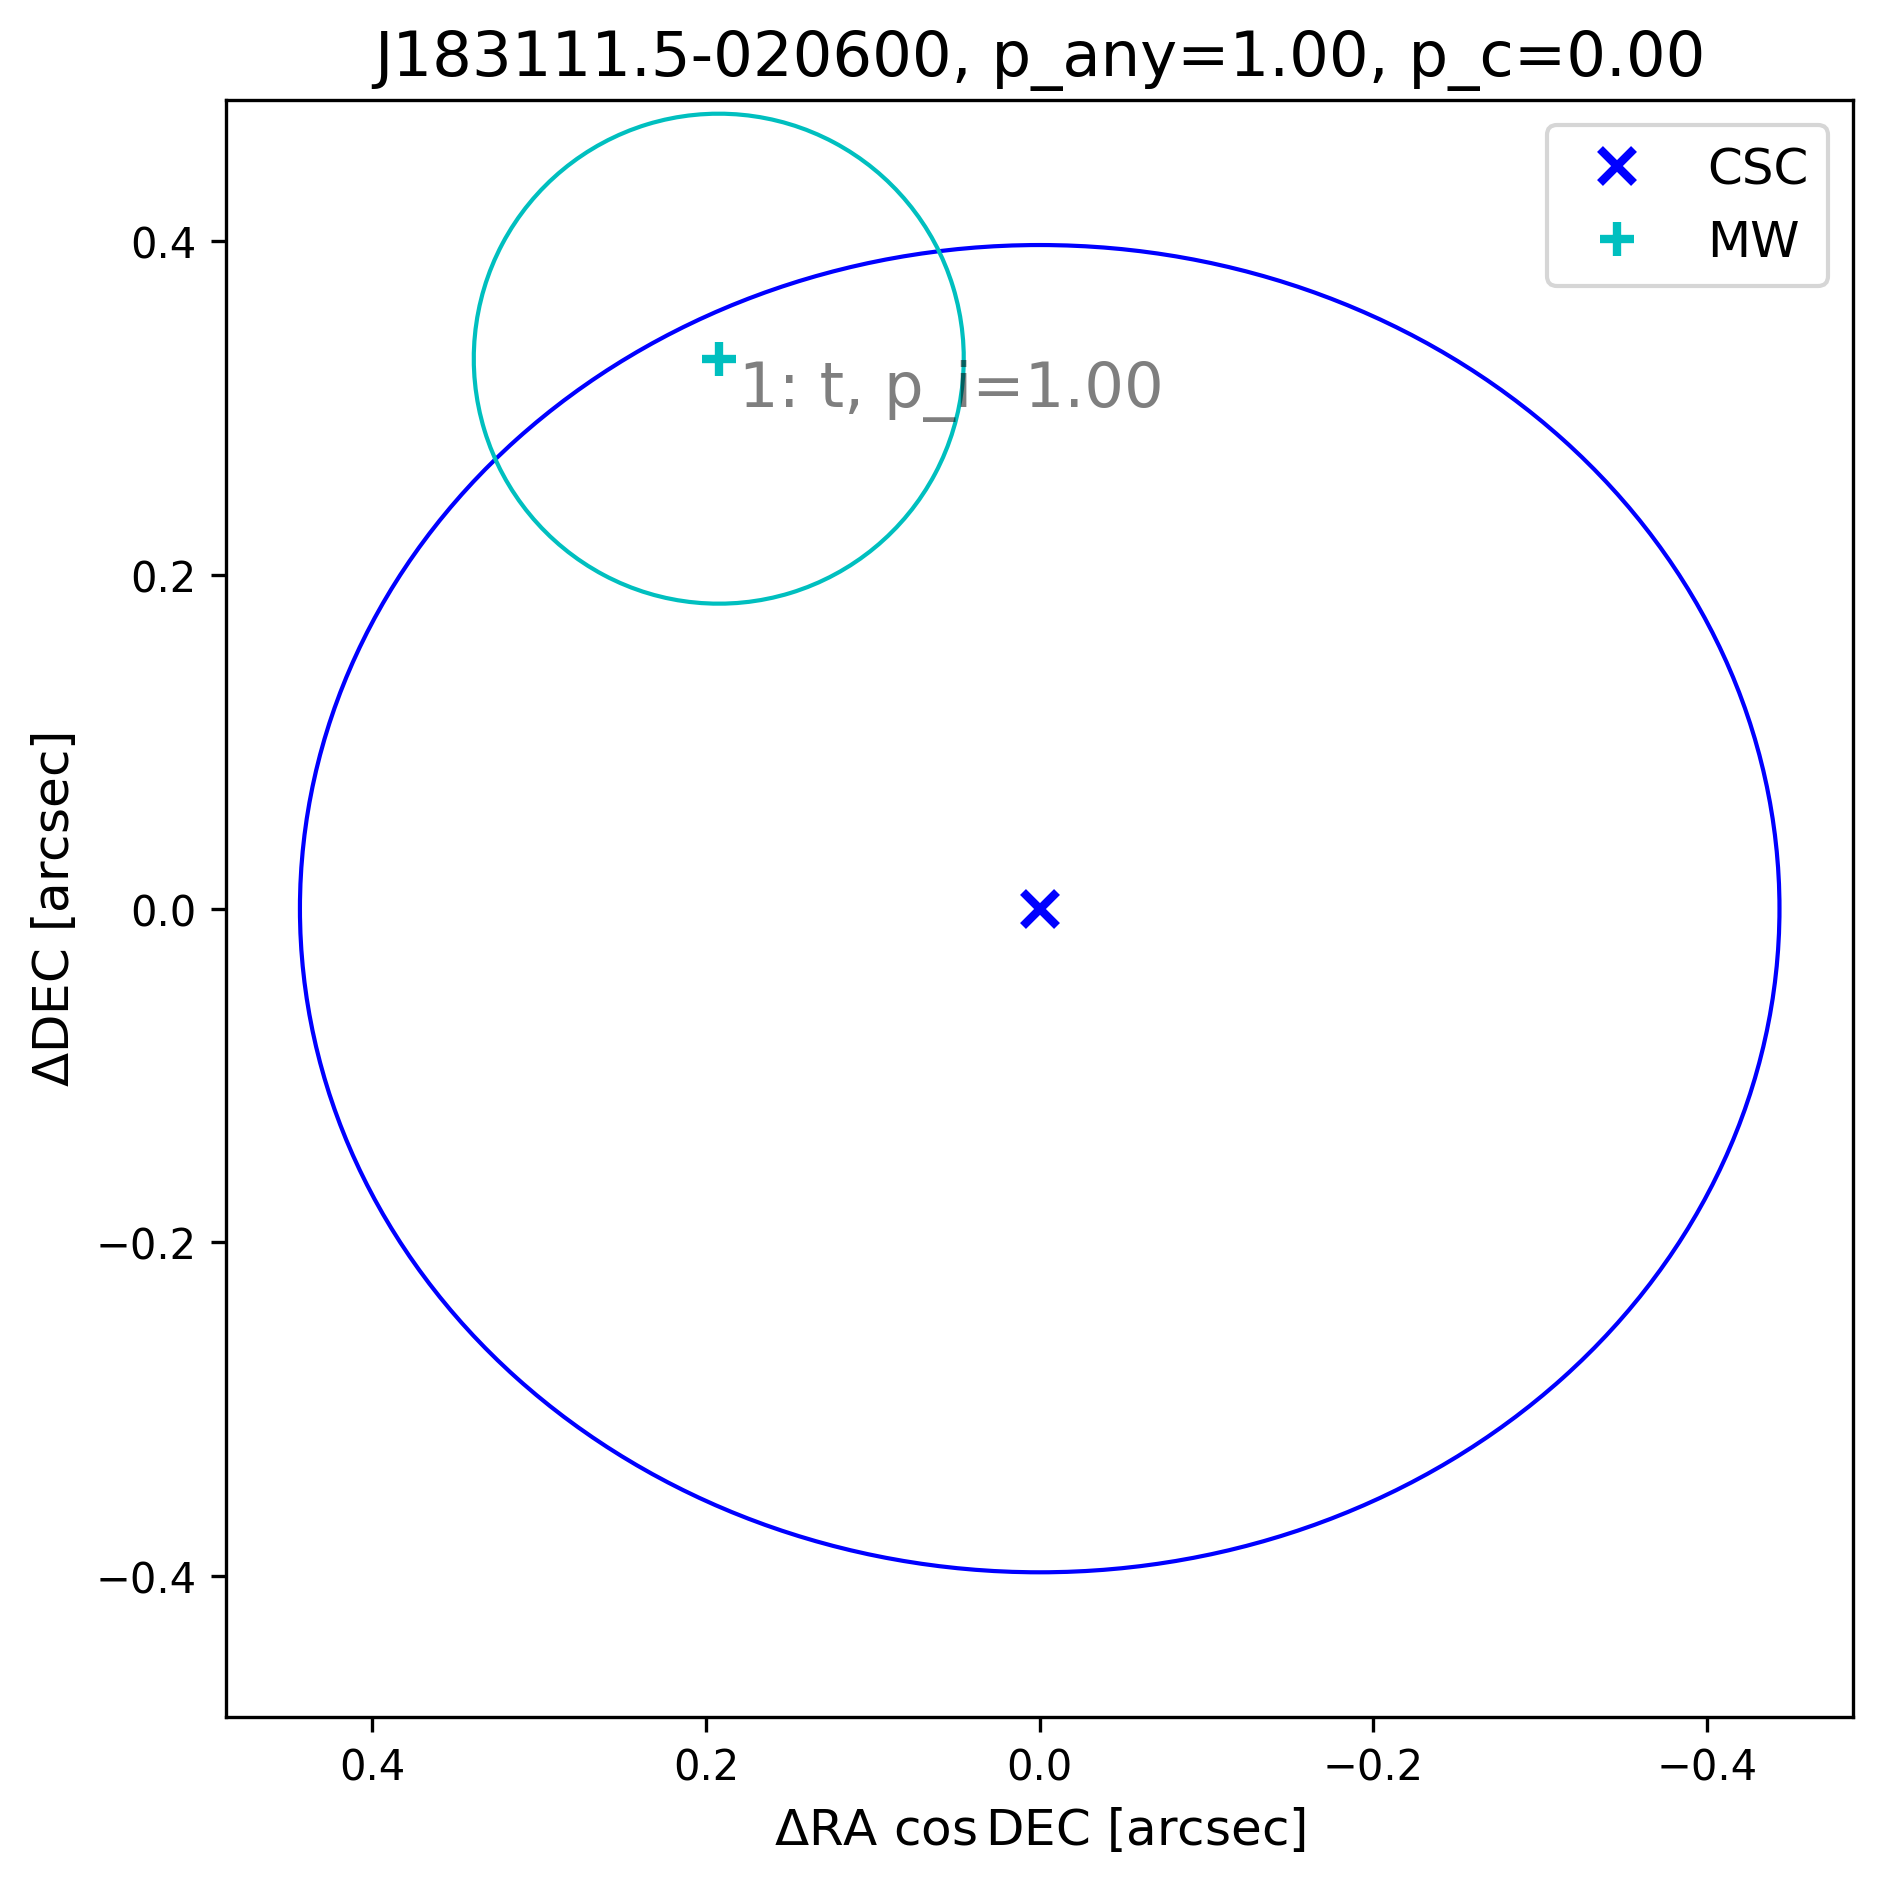 J183111.5-020600, p_any=1.00, p_c=0.00
CSC
MW
1: t, p_i=1.00
0.4
0.2
0.0
−0.2
−0.4
ΔDEC [arcsec]
0.4 0.2 0.0 −0.2 −0.4
ΔRA cos DEC [arcsec]